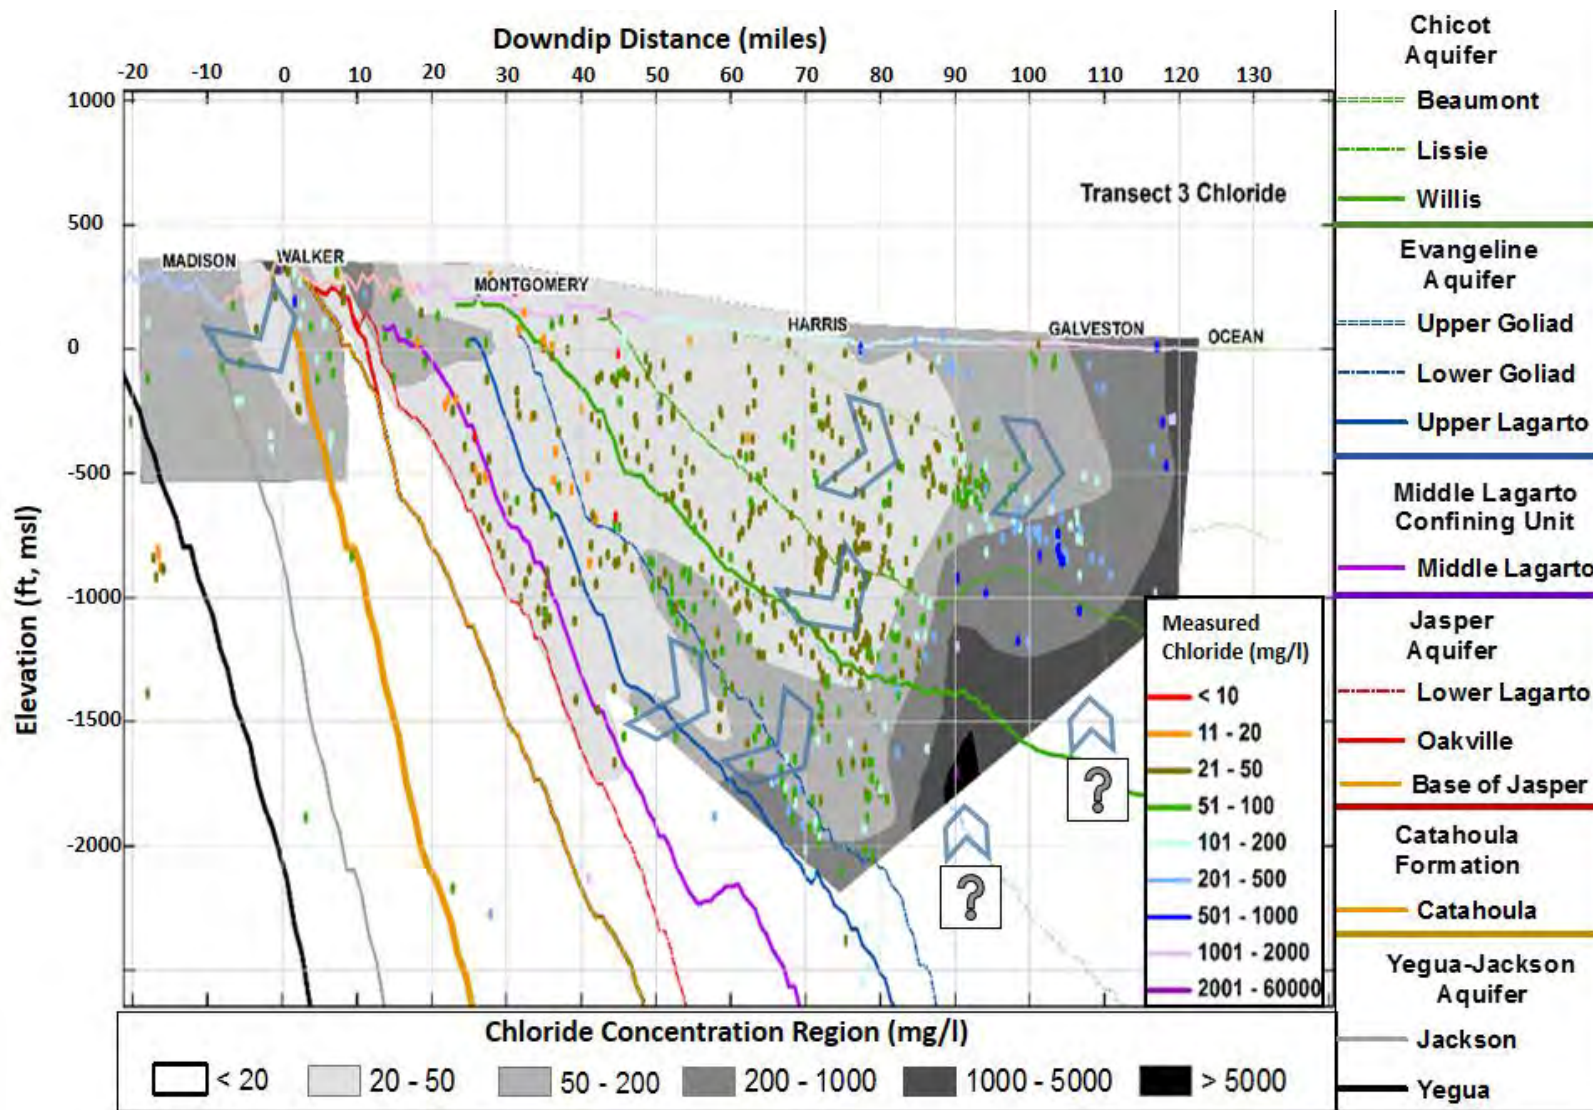 Downdip Distance (miles)
-20 -10 0 10 20 30 40 50 60 70 80 90 100 110 120 130
1000
500
0
-500
-1000
-1500
-2000
Elevation (ft, msl)
Transect 3 Chloride
MADISON
WALKER
MONTGOMERY
HARRIS
GALVESTON
OCEAN
?
?
Measured
Chloride (mg/l)
< 10
11 - 20
21 - 50
51 - 100
101 - 200
201 - 500
501 - 1000
1001 - 2000
2001 - 60000
Chloride Concentration Region (mg/l)
< 20
20 - 50
50 - 200
200 - 1000
1000 - 5000
> 5000
Chicot
Aquifer
Beaumont
Lissie
Willis
Evangeline
Aquifer
Upper Goliad
Lower Goliad
Upper Lagarto
Middle Lagarto
Confining Unit
Middle Lagarto
Jasper
Aquifer
Lower Lagarto
Oakville
Base of Jasper
Catahoula
Formation
Catahoula
Yegua-Jackson
Aquifer
Jackson
Yegua